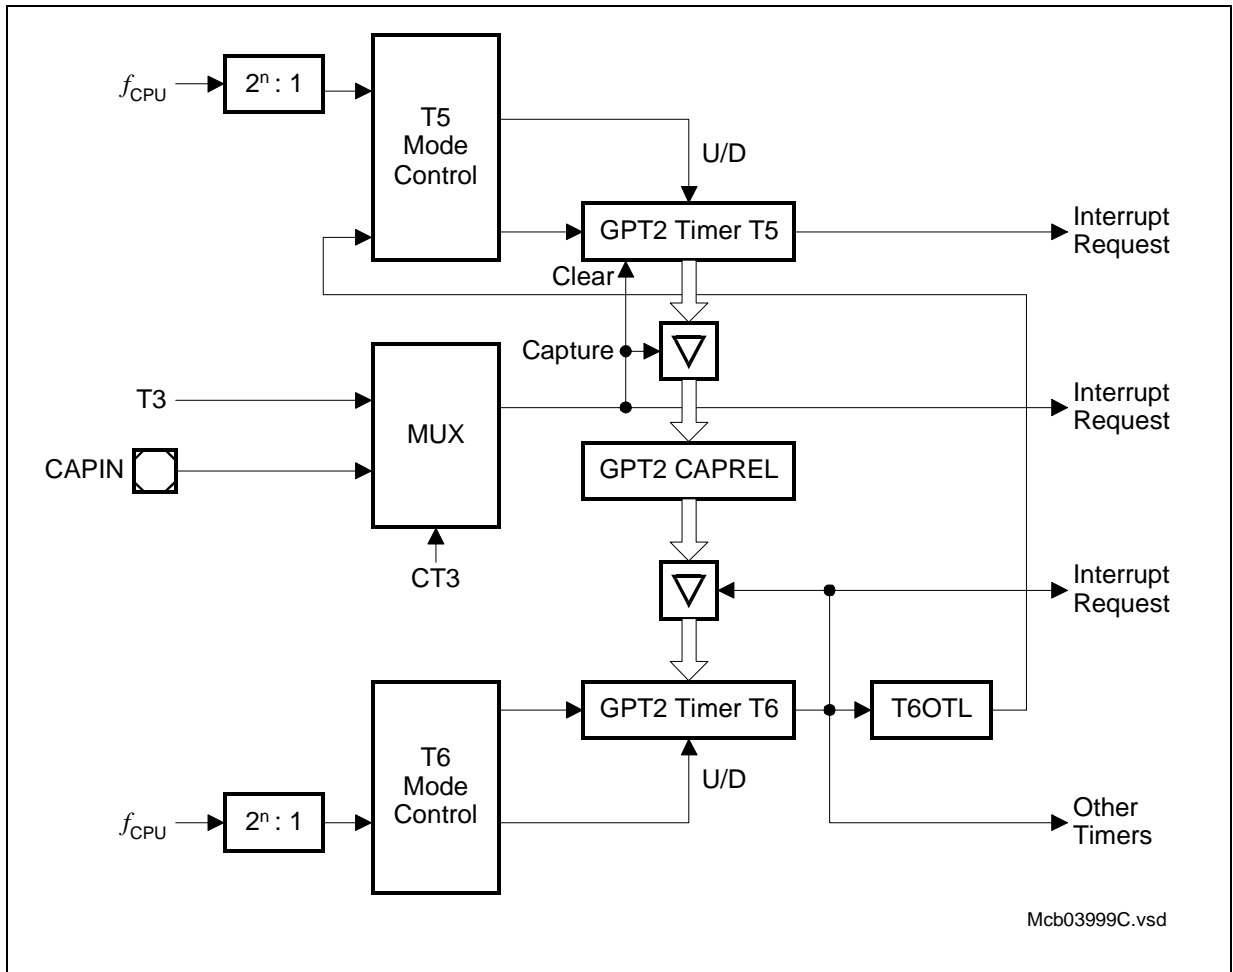 fCPU
2ⁿ : 1
T5
Mode
Control
U/D
GPT2 Timer T5
Interrupt
Request
Clear
Capture
T3
MUX
Interrupt
Request
CAPIN
GPT2 CAPREL
CT3
Interrupt
Request
GPT2 Timer T6
T6OTL
T6
Mode
Control
U/D
fCPU
2ⁿ : 1
Other
Timers
Mcb03999C.vsd